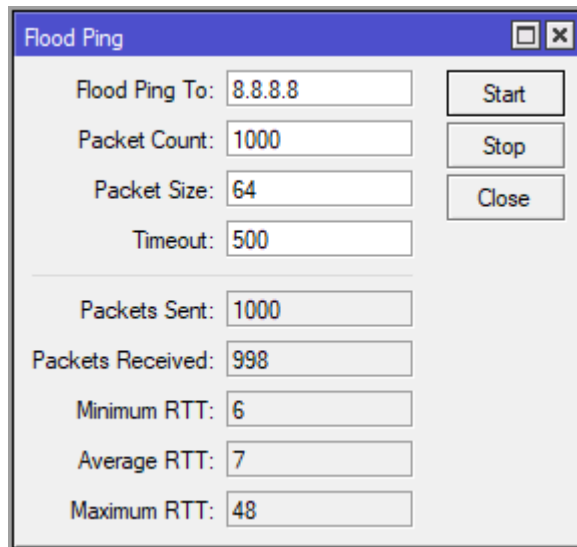 Flood Ping
Flood Ping To: 8.8.8.8
Start
Packet Count: 1000
Stop
Packet Size: 64
Close
Timeout: 500
Packets Sent: 1000
Packets Received: 998
Minimum RTT: 6
Average RTT: 7
Maximum RTT: 48